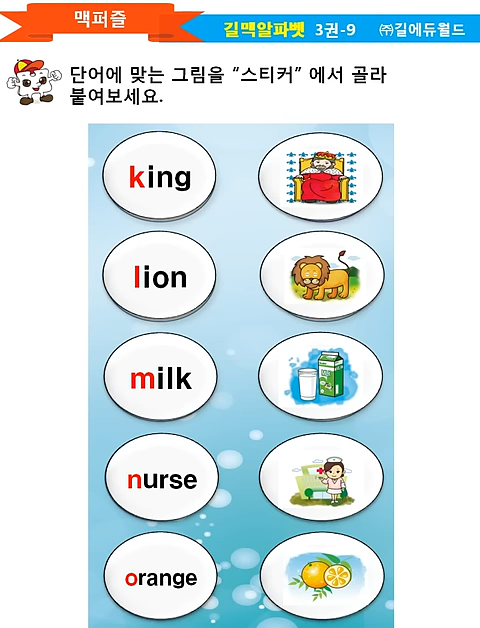 맥퍼즐
길맥알파벳 3권-9 ㈜길에듀월드
단어에 맞는 그림을 “스티커” 에서 골라
붙여보세요.
king
lion
milk
nurse
orange